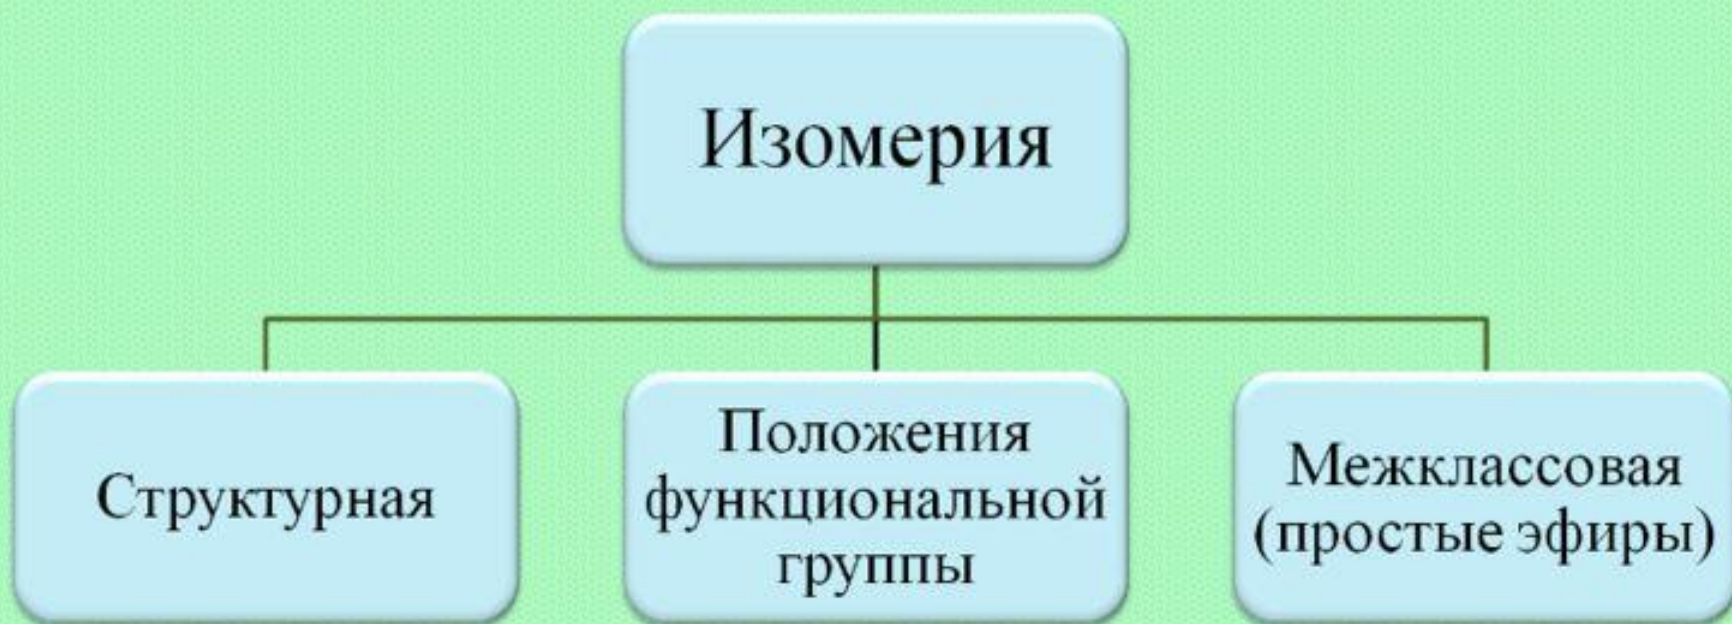 Изомерия
Структурная
Положения
функциональной
группы
Межклассовая
(простые эфиры)